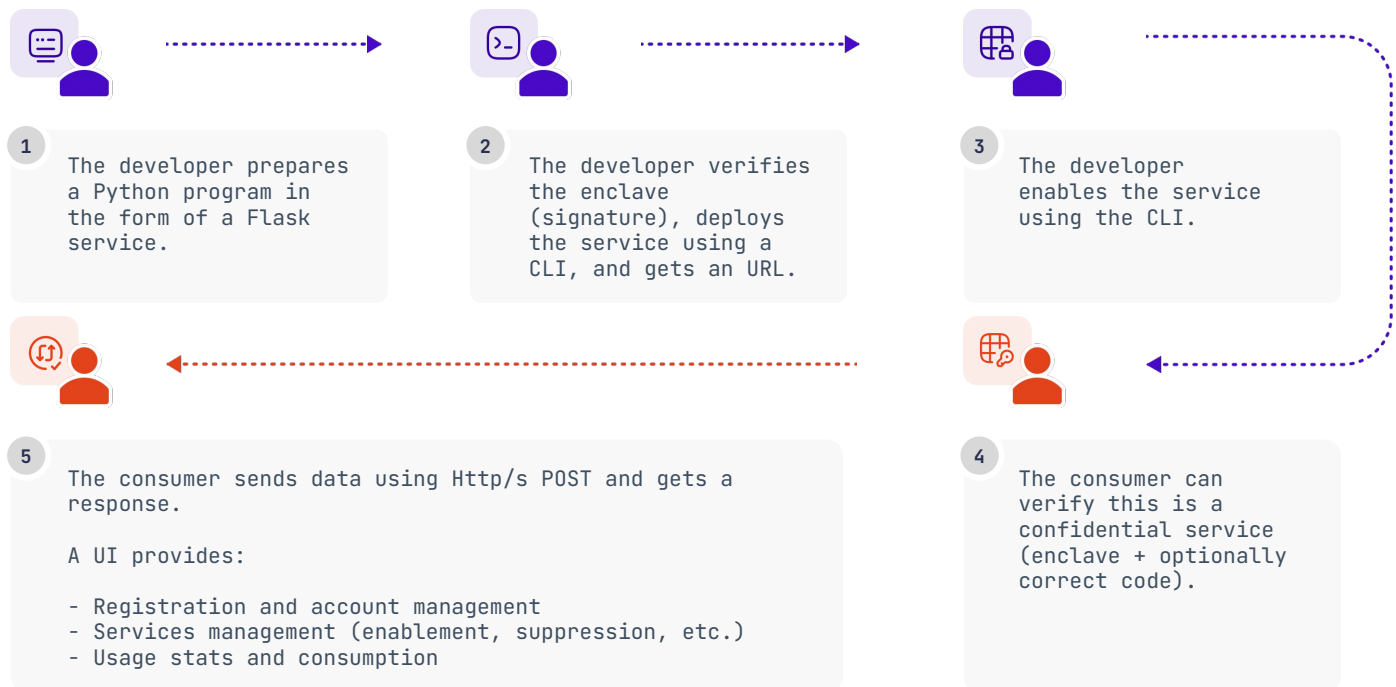 1
The developer prepares
a Python program in
the form of a Flask
service.
2
The developer verifies
the enclave
(signature), deploys
the service using a
CLI, and gets an URL.
3
The developer
enables the service
using the CLI.
4
The consumer can
verify this is a
confidential service
(enclave + optionally
correct code).
5
The consumer sends data using Http/s POST and gets a
response.
A UI provides:
- Registration and account management
- Services management (enablement, suppression, etc.)
- Usage stats and consumption